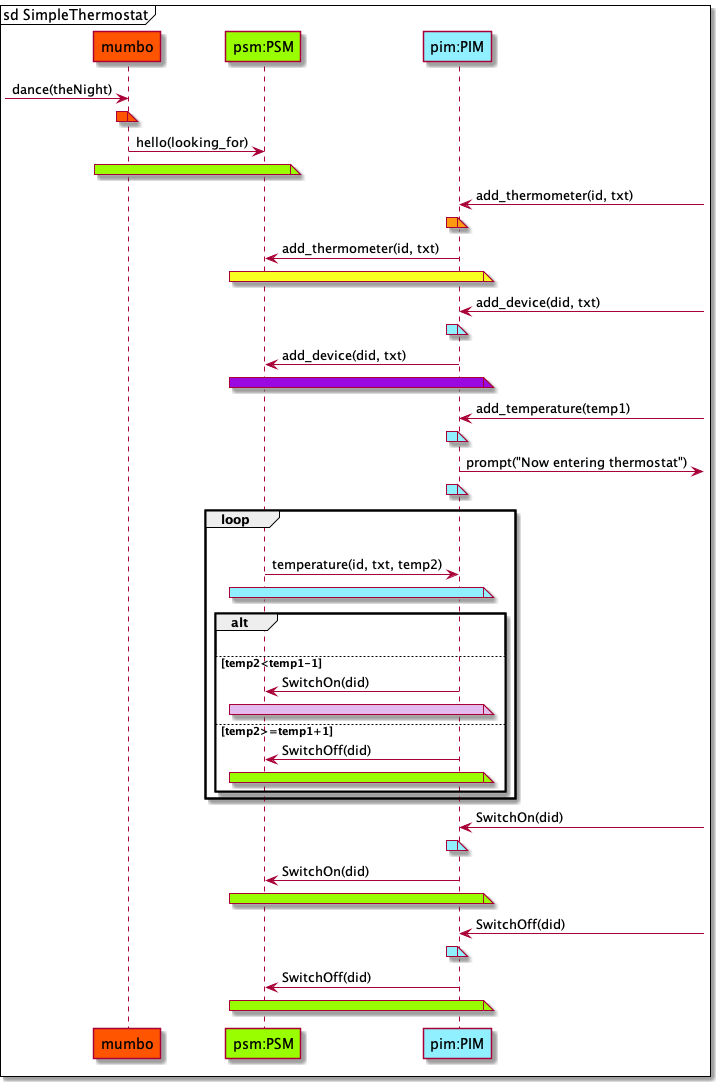 sd SimpleThermostat
mumbo
psm:PSM
pim:PIM
dance(theNight)
hello(looking_for)
add_thermometer(id, txt)
add_thermometer(id, txt)
add_device(did, txt)
add_device(did, txt)
add_temperature(temp1)
prompt("Now entering thermostat")
loop
temperature(id, txt, temp2)
alt
[temp2<temp1-1]
SwitchOn(did)
[temp2>=temp1+1]
SwitchOff(did)
SwitchOn(did)
SwitchOn(did)
SwitchOff(did)
SwitchOff(did)
mumbo
psm:PSM
pim:PIM